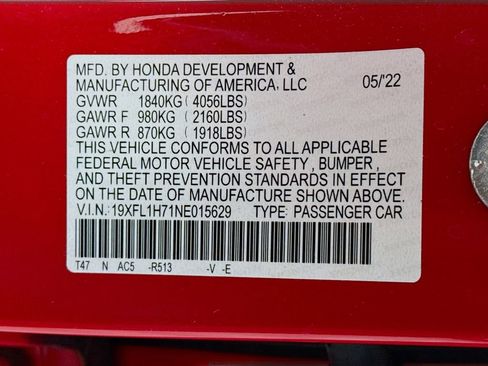 MFD. BY HONDA DEVELOPMENT &
MANUFACTURING OF AMERICA, LLC 05/'22
GVWR 1840KG (4056LBS)
GAWR F 980KG (2160LBS)
GAWR R 870KG (1918LBS)
THIS VEHICLE CONFORMS TO ALL APPLICABLE
FEDERAL MOTOR VEHICLE SAFETY, BUMPER,
AND THEFT PREVENTION STANDARDS IN EFFECT
ON THE DATE OF MANUFACTURE SHOWN ABOVE.
V.I.N.: 19XFL1H71NE015629 TYPE: PASSENGER CAR
T47 N AC5 -R513 -V -E